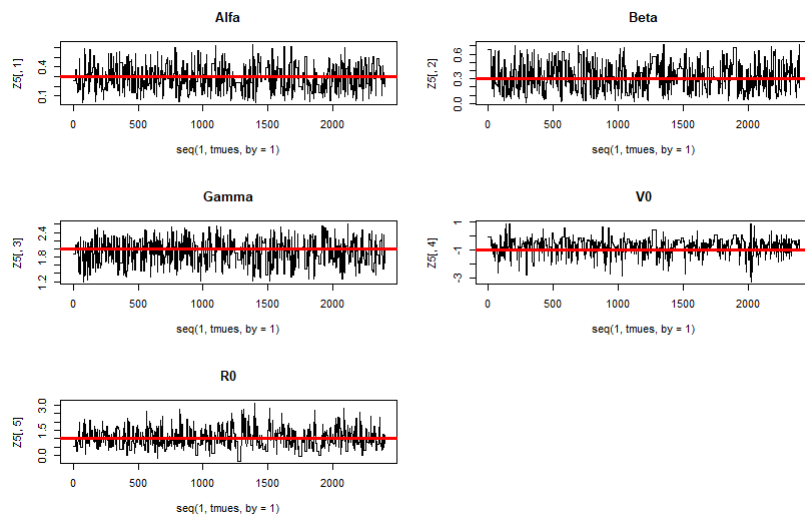 Alfa
Z5[, 1]
0.1 0.4
0 500 1000 1500 2000
seq(1, tmues, by = 1)
Beta
Z5[, 2]
0.0 0.3 0.6
0 500 1000 1500 2000
seq(1, tmues, by = 1)
Gamma
Z5[, 3]
1.2 1.8 2.4
0 500 1000 1500 2000
seq(1, tmues, by = 1)
V0
Z5[, 4]
-3 -1 1
0 500 1000 1500 2000
seq(1, tmues, by = 1)
R0
Z5[, 5]
0.0 1.5 3.0
0 500 1000 1500 2000
seq(1, tmues, by = 1)